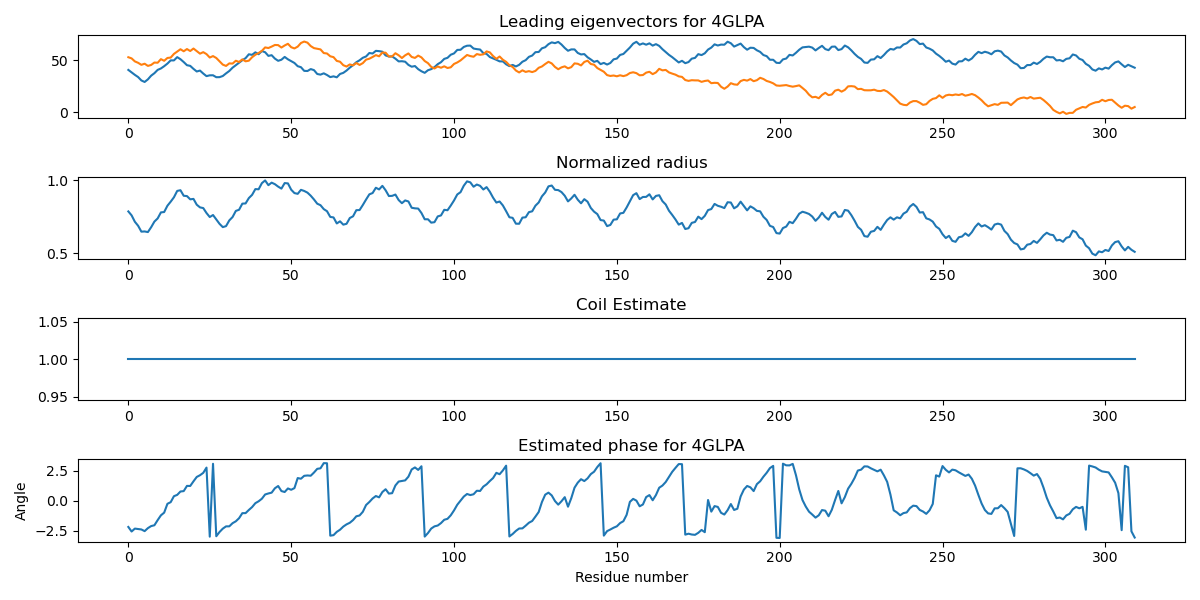 Leading eigenvectors for 4GLPA
50
0
0 50 100 150 200 250 300
Normalized radius
1.0
0.5
0 50 100 150 200 250 300
Coil Estimate
1.05
1.00
0.95
0 50 100 150 200 250 300
Estimated phase for 4GLPA
Angle
2.5
0.0
−2.5
0 50 100 150 200 250 300
Residue number